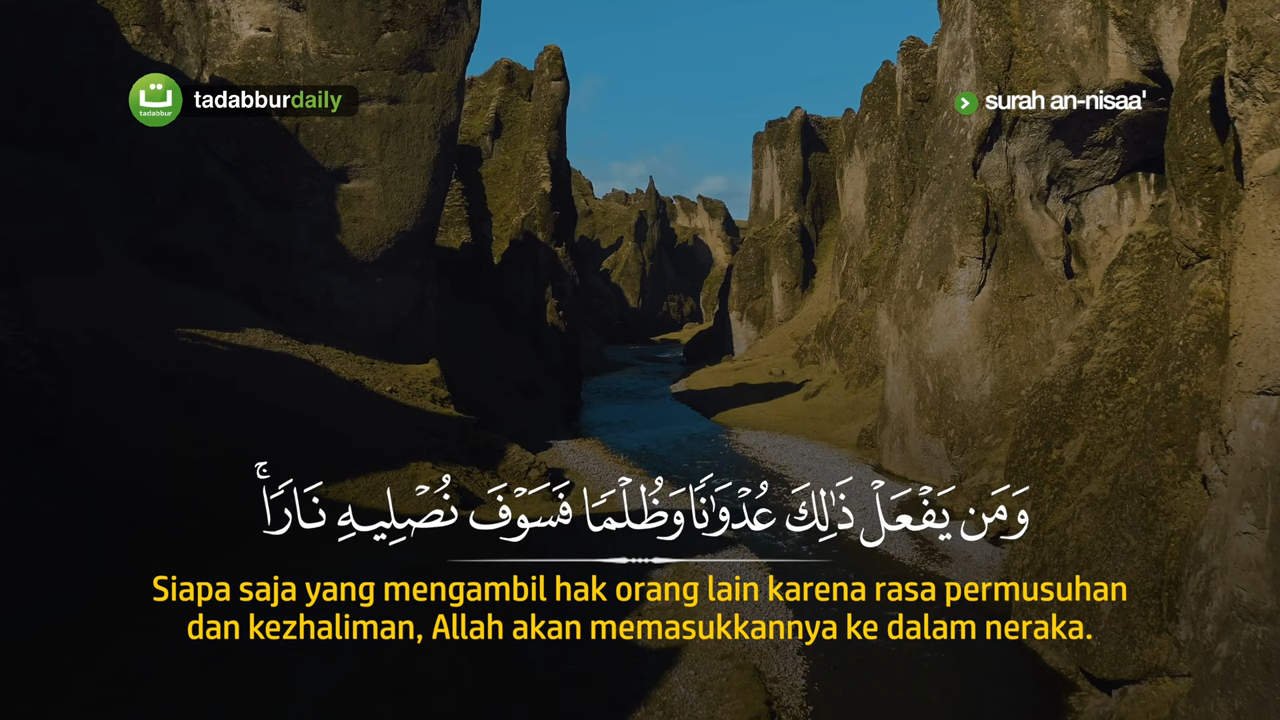 ت
tadabbur
tadabburdaily
surah an-nisaa'
وَمَن يَفْعَلْ ذَٰلِكَ عُدْوَٰنًا وَظُلْمًا فَسَوْفَ نُصْلِيهِ نَارًا ۚ
Siapa saja yang mengambil hak orang lain karena rasa permusuhan
dan kezhaliman, Allah akan memasukkannya ke dalam neraka.